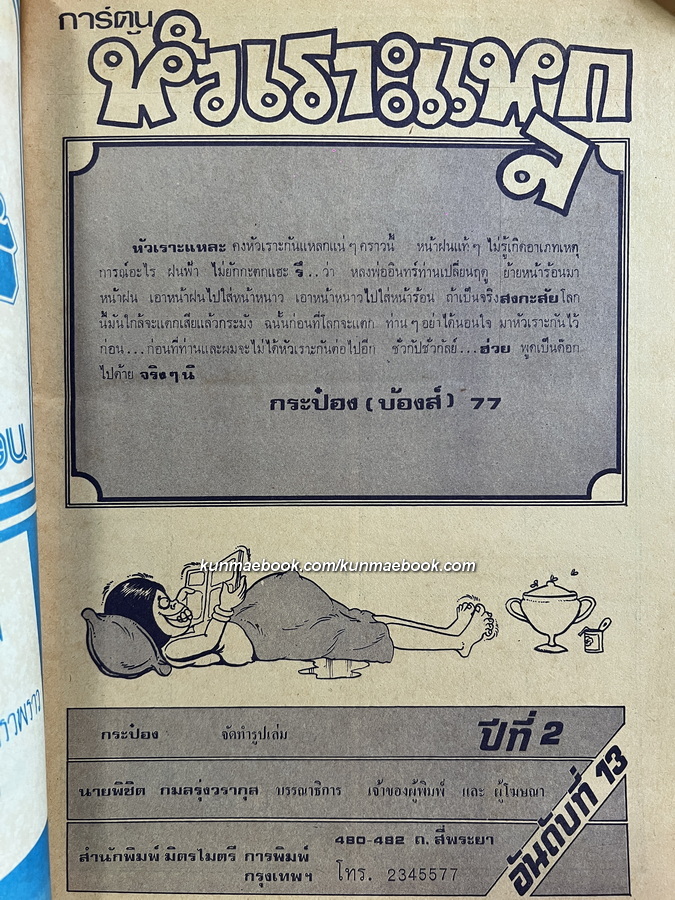 การ์ตูน
หัวเราะแหลก
หัวเราะแหละ คงหัวเราะกันแหลกแน่ ๆ คราวนี้ หน้าฝนแท้ ๆ ไม่รู้เกิดอาเภทเหตุ
การณ์อะไร ฝนฟ้า ไม่ยักกะตกแฮะ รึ..ว่า หลวงพ่ออินทร์ท่านเปลี่ยนฤดู ย้ายหน้าร้อนมา
หน้าฝน เอาหน้าฝนไปใส่หน้าหนาว เอาหน้าหนาวไปใส่หน้าร้อน ถ้าเป็นจริงสงกะสัยโลก
นี้มันใกล้จะแตกเสียแล้วกระมัง ฉนั้นก่อนที่โลกจะแตก ท่าน ๆ อย่าได้นอนใจ มาหัวเราะกันไว้
ก่อน...ก่อนที่ท่านและผมจะไม่ได้หัวเราะกันต่อไปอีก ชั่วกัปชั่วกัลย์...ฮ่วย พูดเป็นด๊อก
ไปด้าย จริง ๆ นี
กระป๋อง (บ้องส์) 77
kunmaebook.com/kunmaebook.com
กระป๋อง จัดทำรูปเล่ม ปีที่ 2
นายพิชิต กมลรุ่งวรากุล บรรณาธิการ เจ้าของผู้พิมพ์ และ ผู้โฆษณา
อันดับที่ 13
480-482 ถ. สี่พระยา
สำนักพิมพ์ มิตรไมตรี การพิมพ์
กรุงเทพฯ โทร. 2345577